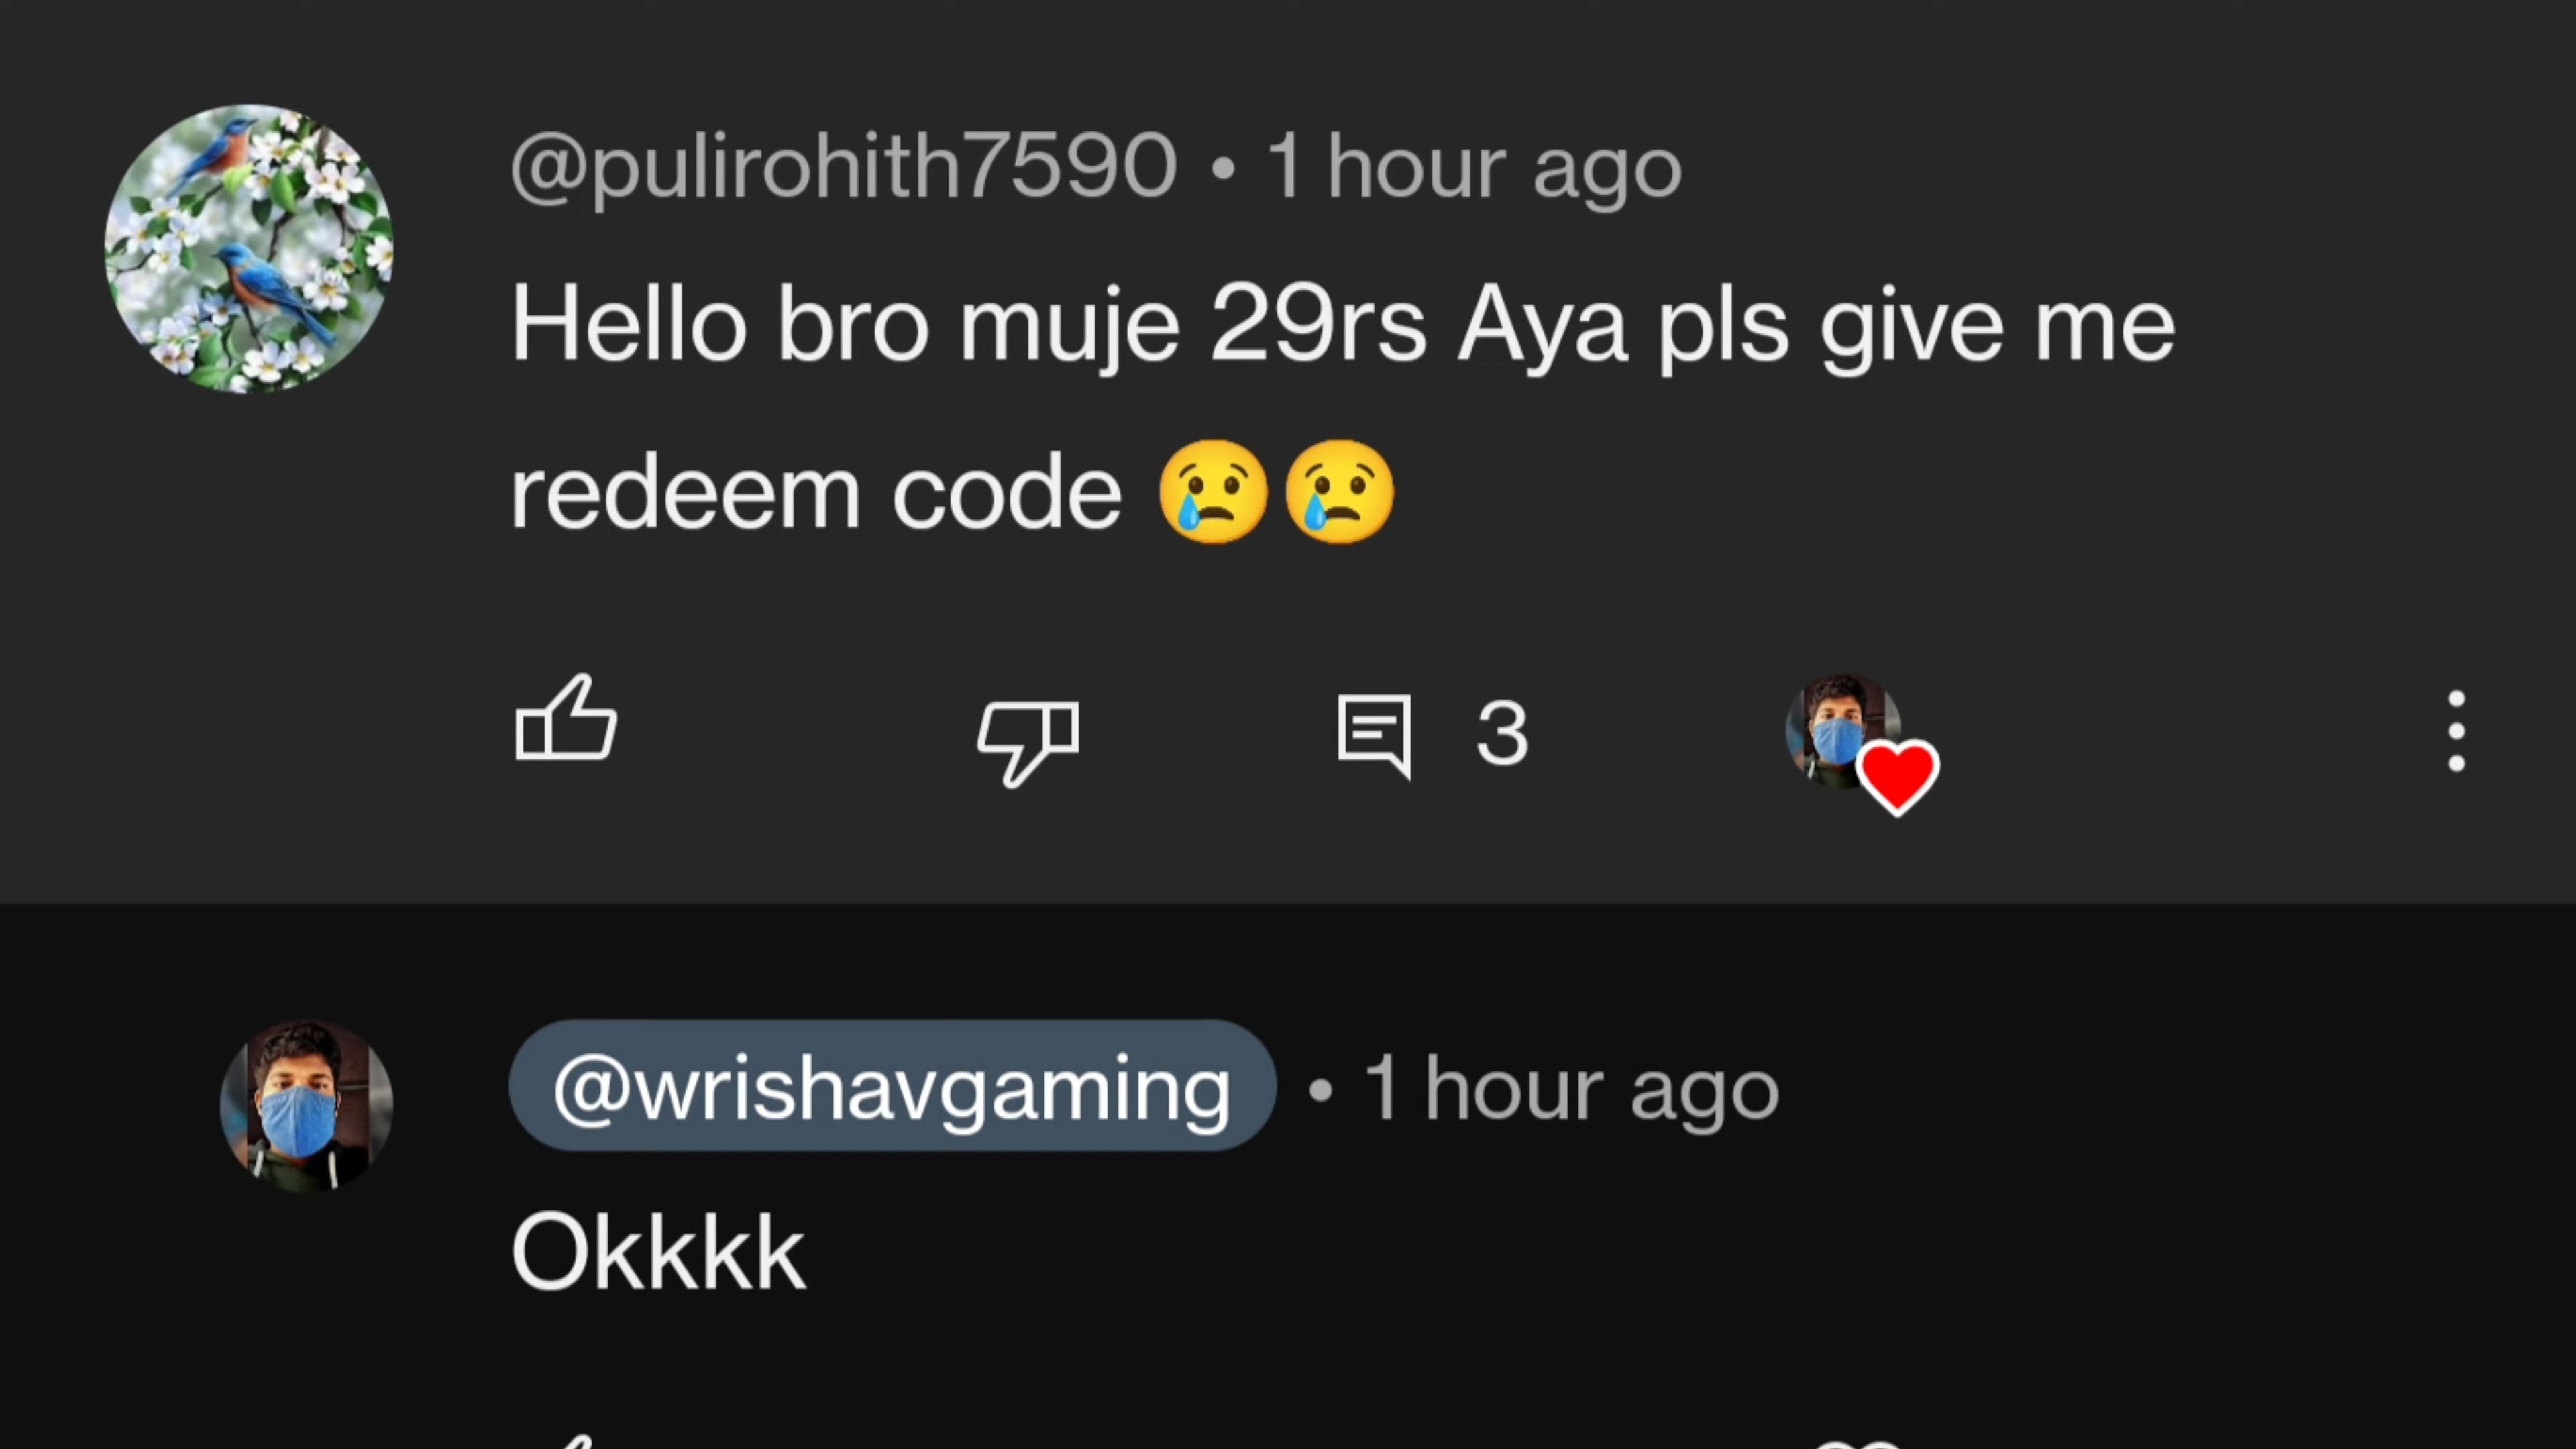 @pulirohith7590 • 1 hour ago
Hello bro muje 29rs Aya pls give me
redeem code 😢😢
3
@wrishavgaming • 1 hour ago
Okkkk